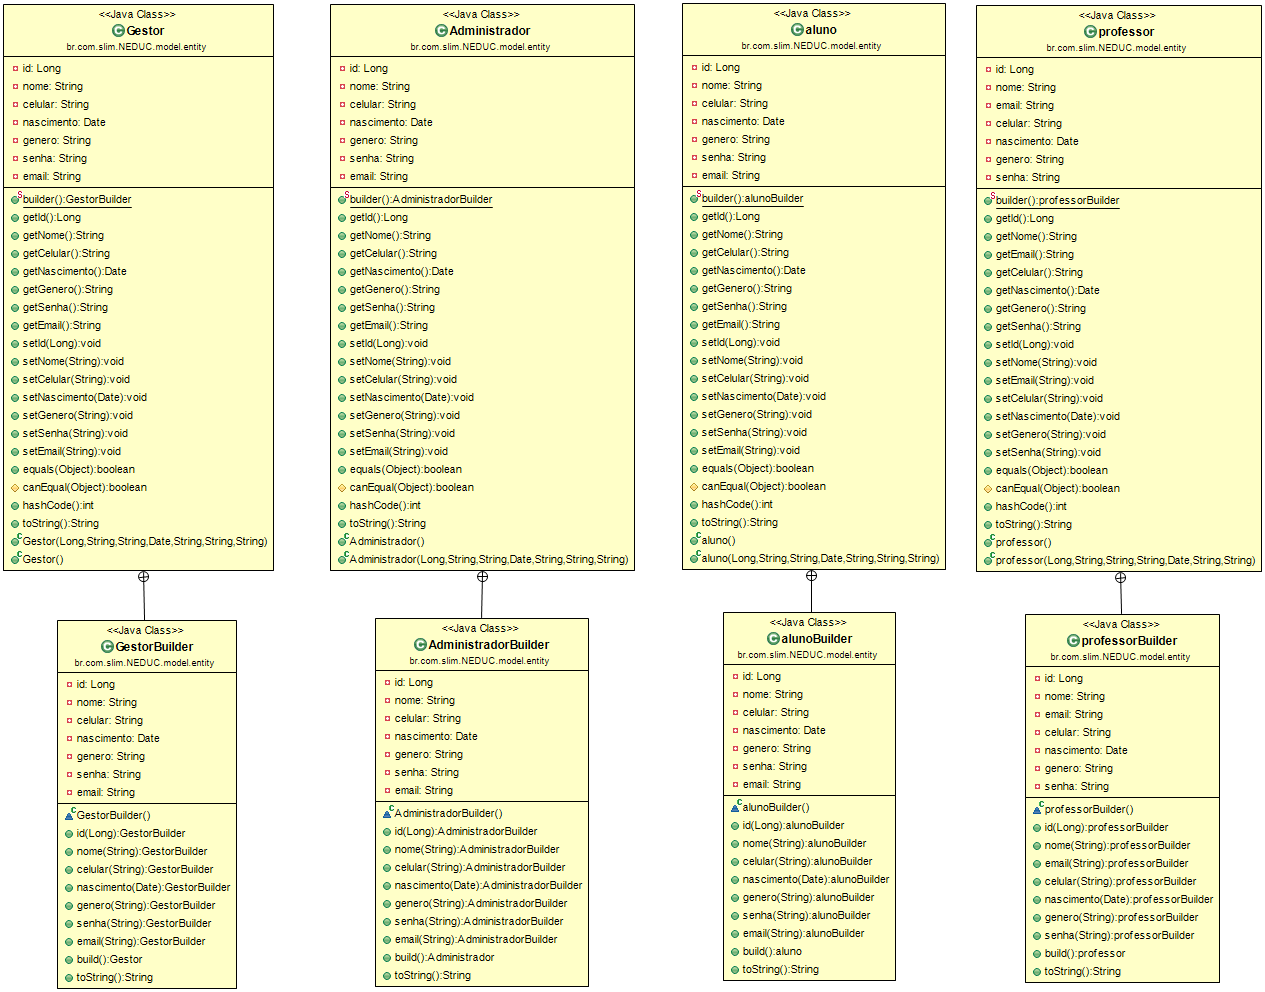 <<Java Class>>
Gestor
br.com.slim.NEDUC.model.entity
id: Long
nome: String
celular: String
nascimento: Date
genero: String
senha: String
email: String
builder():GestorBuilder
getId():Long
getNome():String
getCelular():String
getNascimento():Date
getGenero():String
getSenha():String
getEmail():String
setId(Long):void
setNome(String):void
setCelular(String):void
setNascimento(Date):void
setGenero(String):void
setSenha(String):void
setEmail(String):void
equals(Object):boolean
canEqual(Object):boolean
hashCode():int
toString():String
Gestor(Long,String,String,Date,String,String,String)
Gestor()
<<Java Class>>
Administrador
br.com.slim.NEDUC.model.entity
id: Long
nome: String
celular: String
nascimento: Date
genero: String
senha: String
email: String
builder():AdministradorBuilder
getId():Long
getNome():String
getCelular():String
getNascimento():Date
getGenero():String
getSenha():String
getEmail():String
setId(Long):void
setNome(String):void
setCelular(String):void
setNascimento(Date):void
setGenero(String):void
setSenha(String):void
setEmail(String):void
equals(Object):boolean
canEqual(Object):boolean
hashCode():int
toString():String
Administrador()
Administrador(Long,String,String,Date,String,String,String)
<<Java Class>>
aluno
br.com.slim.NEDUC.model.entity
id: Long
nome: String
celular: String
nascimento: Date
genero: String
senha: String
email: String
builder():alunoBuilder
getId():Long
getNome():String
getCelular():String
getNascimento():Date
getGenero():String
getSenha():String
getEmail():String
setId(Long):void
setNome(String):void
setCelular(String):void
setNascimento(Date):void
setGenero(String):void
setSenha(String):void
setEmail(String):void
equals(Object):boolean
canEqual(Object):boolean
hashCode():int
toString():String
aluno()
aluno(Long,String,String,Date,String,String,String)
<<Java Class>>
professor
br.com.slim.NEDUC.model.entity
id: Long
nome: String
email: String
celular: String
nascimento: Date
genero: String
senha: String
builder():professorBuilder
getId():Long
getNome():String
getEmail():String
getCelular():String
getNascimento():Date
getGenero():String
getSenha():String
setId(Long):void
setNome(String):void
setEmail(String):void
setCelular(String):void
setNascimento(Date):void
setGenero(String):void
setSenha(String):void
equals(Object):boolean
canEqual(Object):boolean
hashCode():int
toString():String
professor()
professor(Long,String,String,String,Date,String,String)
<<Java Class>>
GestorBuilder
br.com.slim.NEDUC.model.entity
id: Long
nome: String
celular: String
nascimento: Date
genero: String
senha: String
email: String
GestorBuilder()
id(Long):GestorBuilder
nome(String):GestorBuilder
celular(String):GestorBuilder
nascimento(Date):GestorBuilder
genero(String):GestorBuilder
senha(String):GestorBuilder
email(String):GestorBuilder
build():Gestor
toString():String
<<Java Class>>
AdministradorBuilder
br.com.slim.NEDUC.model.entity
id: Long
nome: String
celular: String
nascimento: Date
genero: String
senha: String
email: String
AdministradorBuilder()
id(Long):AdministradorBuilder
nome(String):AdministradorBuilder
celular(String):AdministradorBuilder
nascimento(Date):AdministradorBuilder
genero(String):AdministradorBuilder
senha(String):AdministradorBuilder
email(String):AdministradorBuilder
build():Administrador
toString():String
<<Java Class>>
alunoBuilder
br.com.slim.NEDUC.model.entity
id: Long
nome: String
celular: String
nascimento: Date
genero: String
senha: String
email: String
alunoBuilder()
id(Long):alunoBuilder
nome(String):alunoBuilder
celular(String):alunoBuilder
nascimento(Date):alunoBuilder
genero(String):alunoBuilder
senha(String):alunoBuilder
email(String):alunoBuilder
build():aluno
toString():String
<<Java Class>>
professorBuilder
br.com.slim.NEDUC.model.entity
id: Long
nome: String
email: String
celular: String
nascimento: Date
genero: String
senha: String
professorBuilder()
id(Long):professorBuilder
nome(String):professorBuilder
email(String):professorBuilder
celular(String):professorBuilder
nascimento(Date):professorBuilder
genero(String):professorBuilder
senha(String):professorBuilder
build():professor
toString():String